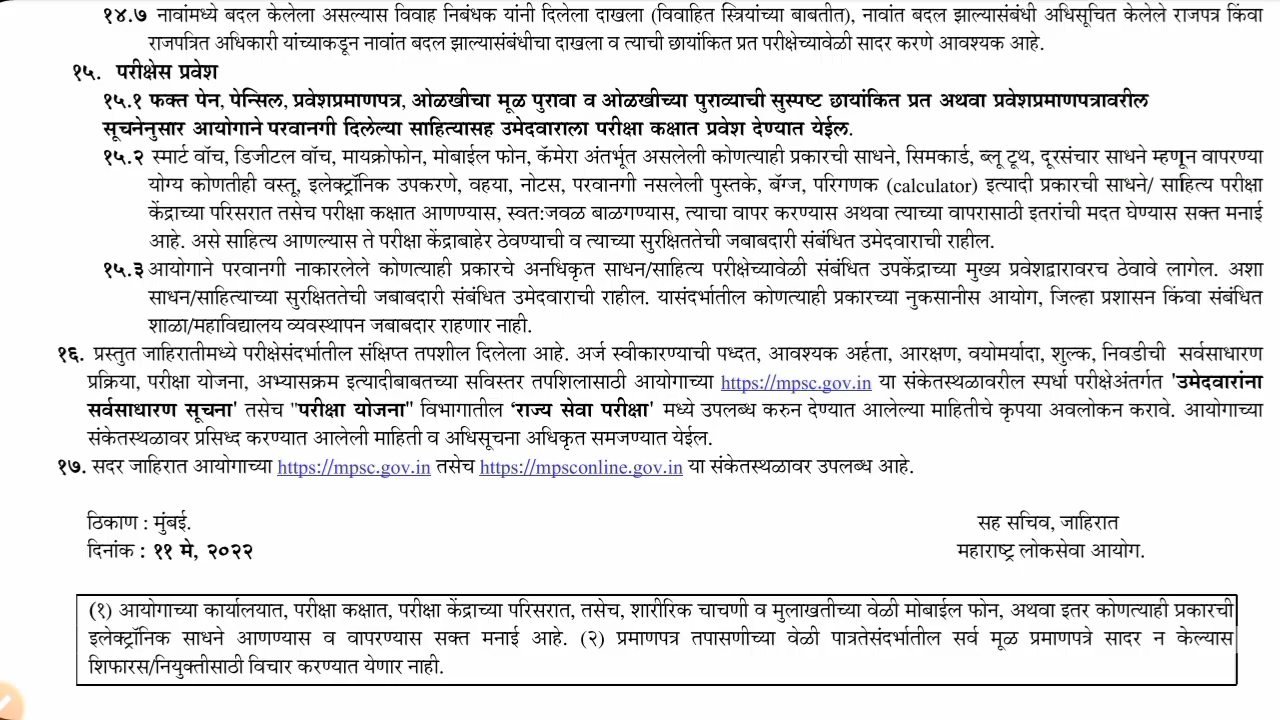 १४.७ नावांमध्ये बदल केलेला असल्यास विवाह निबंधक यांनी दिलेला दाखला (विवाहित स्त्रियांच्या बाबतीत), नावांत बदल झाल्यासंबंधी अधिसूचित केलेले राजपत्र किंवा
राजपत्रित अधिकारी यांच्याकडून नावांत बदल झाल्यासंबंधीचा दाखला व त्याची छायांकित प्रत परीक्षेच्यावेळी सादर करणे आवश्यक आहे.
१५. परीक्षेस प्रवेश
१५.१ फक्त पेन, पेन्सिल, प्रवेशप्रमाणपत्र, ओळखीचा मूळ पुरावा व ओळखीच्या पुराव्याची सुस्पष्ट छायांकित प्रत अथवा प्रवेशप्रमाणपत्रावरील
सूचनेनुसार आयोगाने परवानगी दिलेल्या साहित्यासह उमेदवाराला परीक्षा कक्षात प्रवेश देण्यात येईल.
१५.२ स्मार्ट वॉच, डिजीटल वॉच, मायक्रोफोन, मोबाईल फोन, कॅमेरा अंतर्भूत असलेली कोणत्याही प्रकारची साधने, सिमकार्ड, ब्लू टूथ, दूरसंचार साधने म्हणून वापरण्या
योग्य कोणतीही वस्तू, इलेक्ट्रॉनिक उपकरणे, वहया, नोटस, परवानगी नसलेली पुस्तके, बॅग्ज, परिगणक (calculator) इत्यादी प्रकारची साधने/ साहित्य परीक्षा
केंद्राच्या परिसरात तसेच परीक्षा कक्षात आणण्यास, स्वत:जवळ बाळगण्यास, त्याचा वापर करण्यास अथवा त्याच्या वापरासाठी इतरांची मदत घेण्यास सक्त मनाई
आहे. असे साहित्य आणल्यास ते परीक्षा केंद्राबाहेर ठेवण्याची व त्याच्या सुरक्षिततेची जबाबदारी संबंधित उमेदवाराची राहील.
१५.३ आयोगाने परवानगी नाकारलेले कोणत्याही प्रकारचे अनधिकृत साधन/साहित्य परीक्षेच्यावेळी संबंधित उपकेंद्राच्या मुख्य प्रवेशद्वारावरच ठेवावे लागेल. अशा
साधन/साहित्याच्या सुरक्षिततेची जबाबदारी संबंधित उमेदवाराची राहील. यासंदर्भातील कोणत्याही प्रकारच्या नुकसानीस आयोग, जिल्हा प्रशासन किंवा संबंधित
शाळा/महाविद्यालय व्यवस्थापन जबाबदार राहणार नाही.
१६. प्रस्तुत जाहिरातीमध्ये परीक्षेसंदर्भातील संक्षिप्त तपशील दिलेला आहे. अर्ज स्वीकारण्याची पध्दत, आवश्यक अर्हता, आरक्षण, वयोमर्यादा, शुल्क, निवडीची सर्वसाधारण
प्रक्रिया, परीक्षा योजना, अभ्यासक्रम इत्यादीबाबतच्या सविस्तर तपशिलासाठी आयोगाच्या https://mpsc.gov.in या संकेतस्थळावरील स्पर्धा परीक्षेअंतर्गत 'उमेदवारांना
सर्वसाधारण सूचना' तसेच "परीक्षा योजना" विभागातील ‘राज्य सेवा परीक्षा' मध्ये उपलब्ध करुन देण्यात आलेल्या माहितीचे कृपया अवलोकन करावे. आयोगाच्या
संकेतस्थळावर प्रसिध्द करण्यात आलेली माहिती व अधिसूचना अधिकृत समजण्यात येईल.
१७. सदर जाहिरात आयोगाच्या https://mpsc.gov.in तसेच https://mpsconline.gov.in या संकेतस्थळावर उपलब्ध आहे.
ठिकाण : मुंबई.
सह सचिव, जाहिरात
दिनांक : ११ मे, २०२२
महाराष्ट्र लोकसेवा आयोग.
(१) आयोगाच्या कार्यालयात, परीक्षा कक्षात, परीक्षा केंद्राच्या परिसरात, तसेच, शारीरिक चाचणी व मुलाखतीच्या वेळी मोबाईल फोन, अथवा इतर कोणत्याही प्रकारची
इलेक्ट्रॉनिक साधने आणण्यास व वापरण्यास सक्त मनाई आहे. (२) प्रमाणपत्र तपासणीच्या वेळी पात्रतेसंदर्भातील सर्व मूळ प्रमाणपत्रे सादर न केल्यास
शिफारस/नियुक्तीसाठी विचार करण्यात येणार नाही.